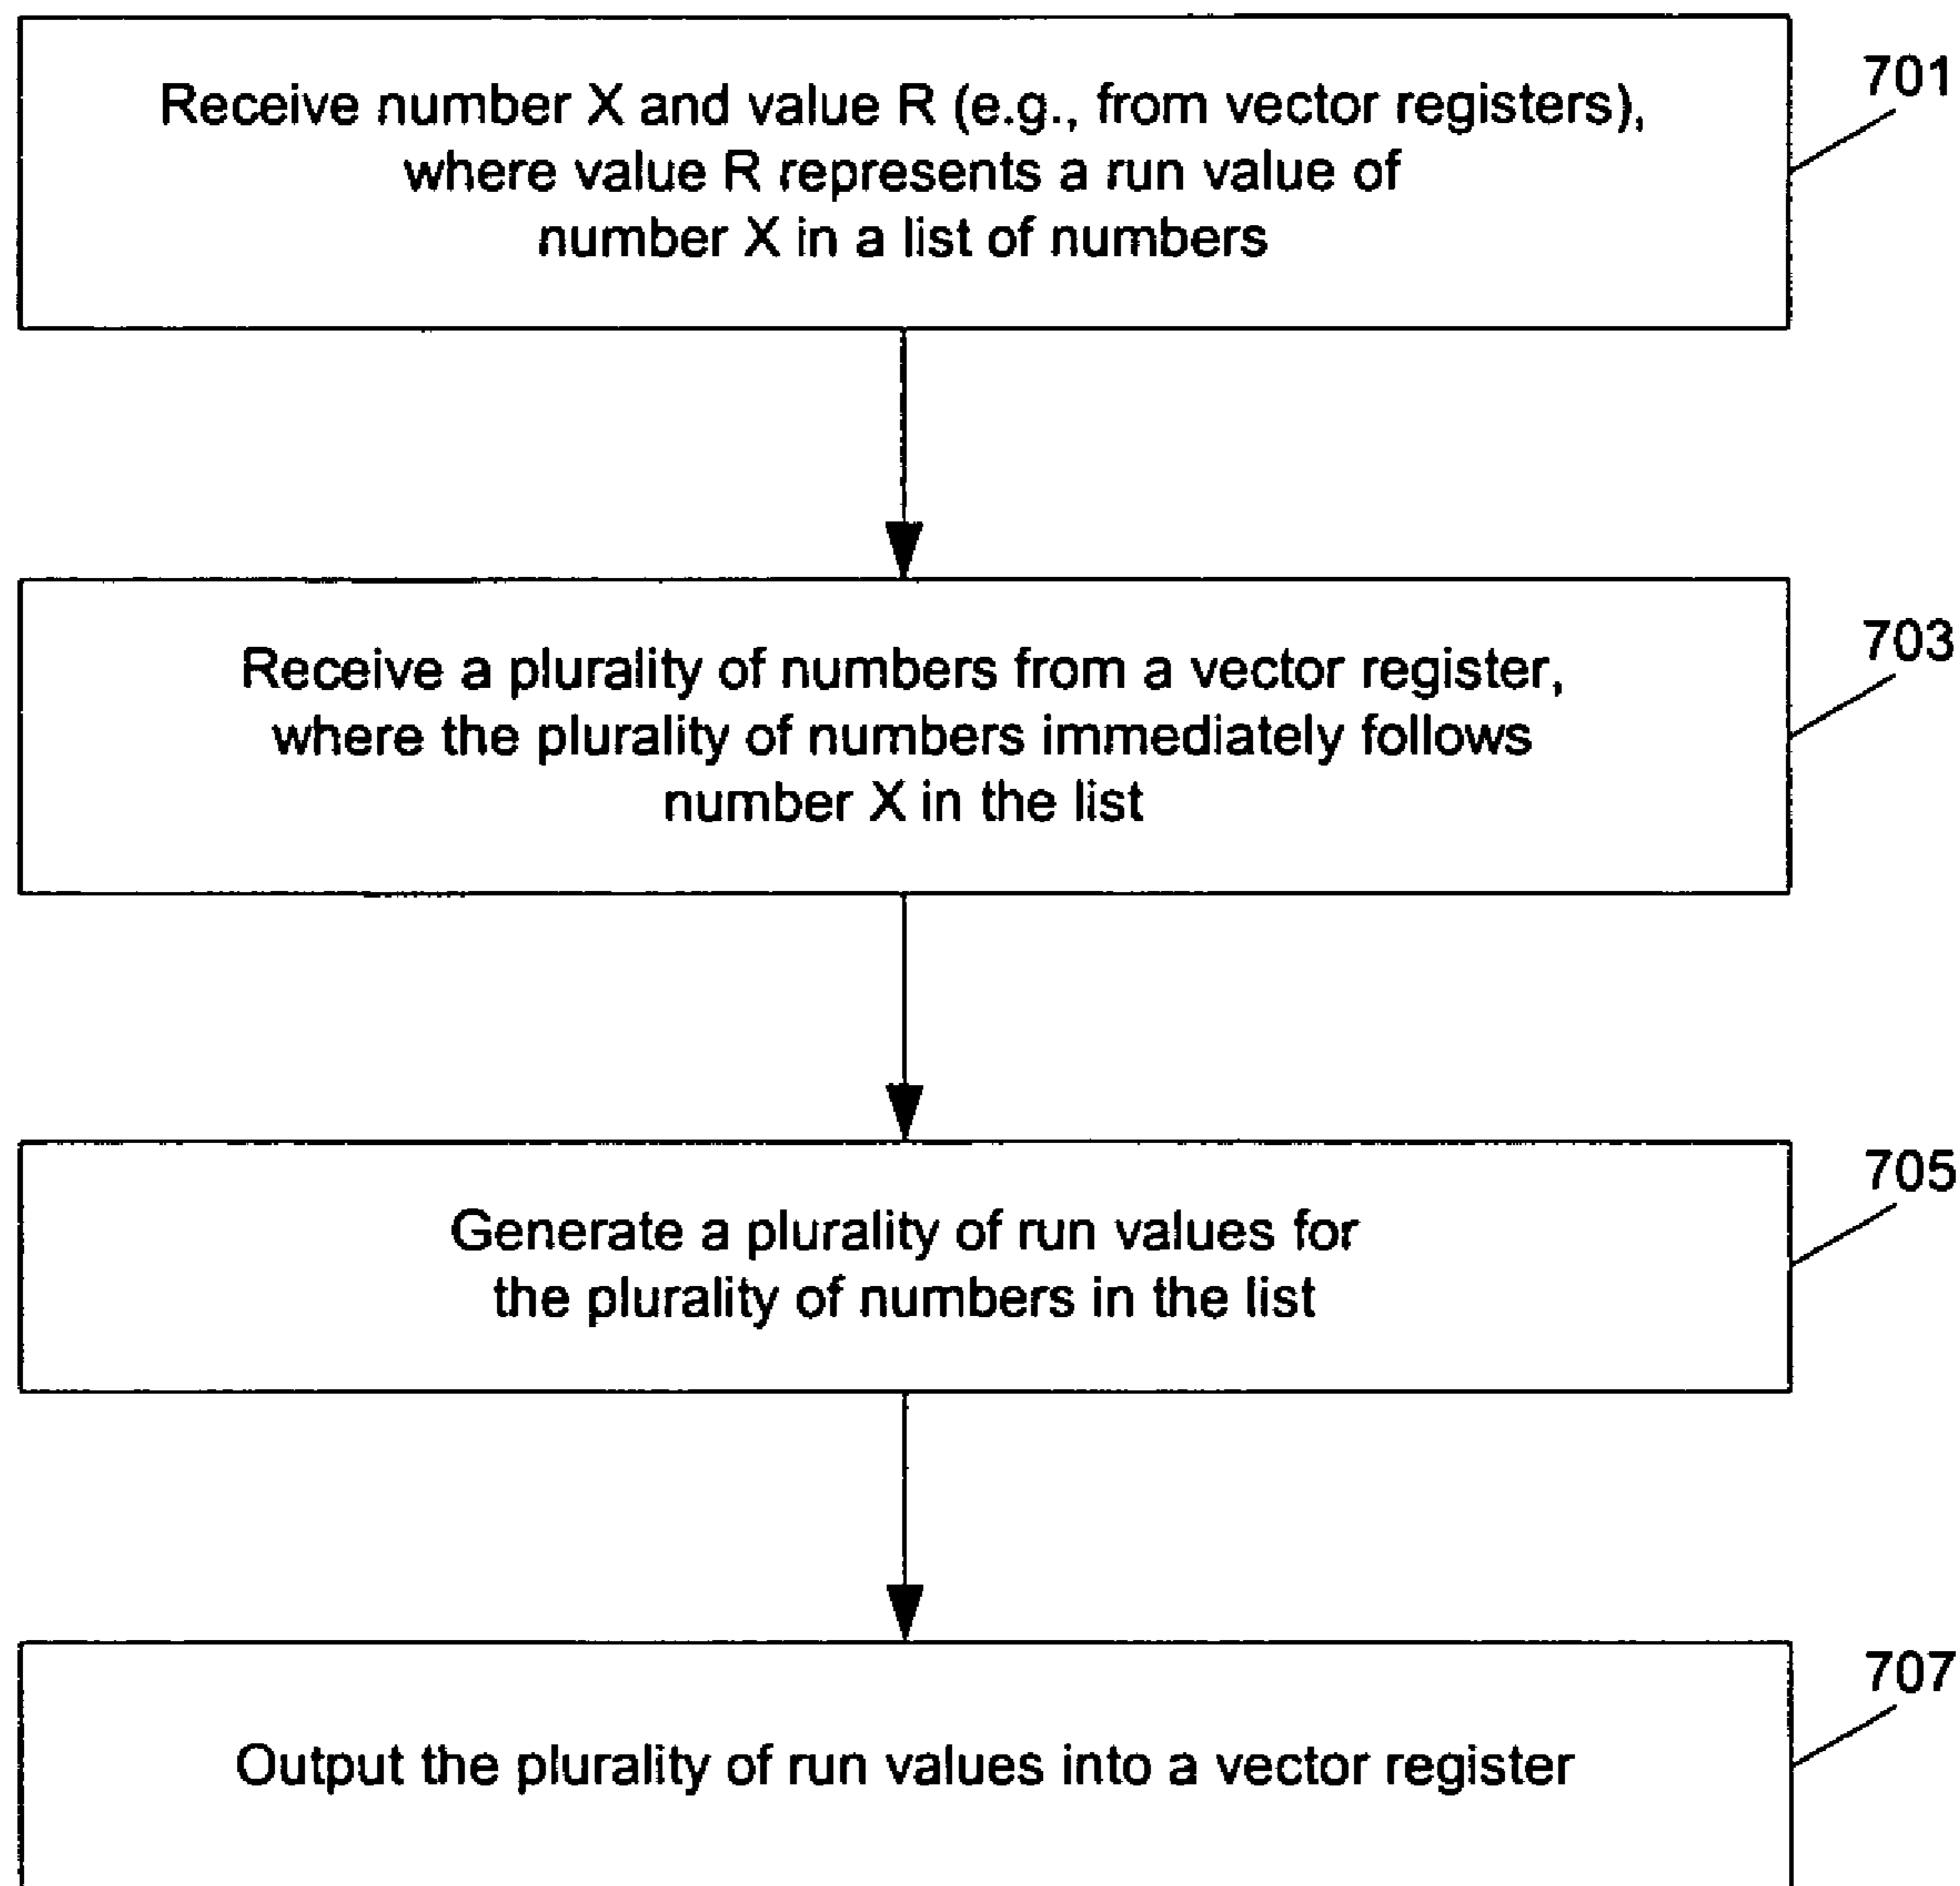 701
Receive number X and value R (e.g., from vector registers),
where value R represents a run value of
number X in a list of numbers
703
Receive a plurality of numbers from a vector register,
where the plurality of numbers immediately follows
number X in the list
705
Generate a plurality of run values for
the plurality of numbers in the list
707
Output the plurality of run values into a vector register